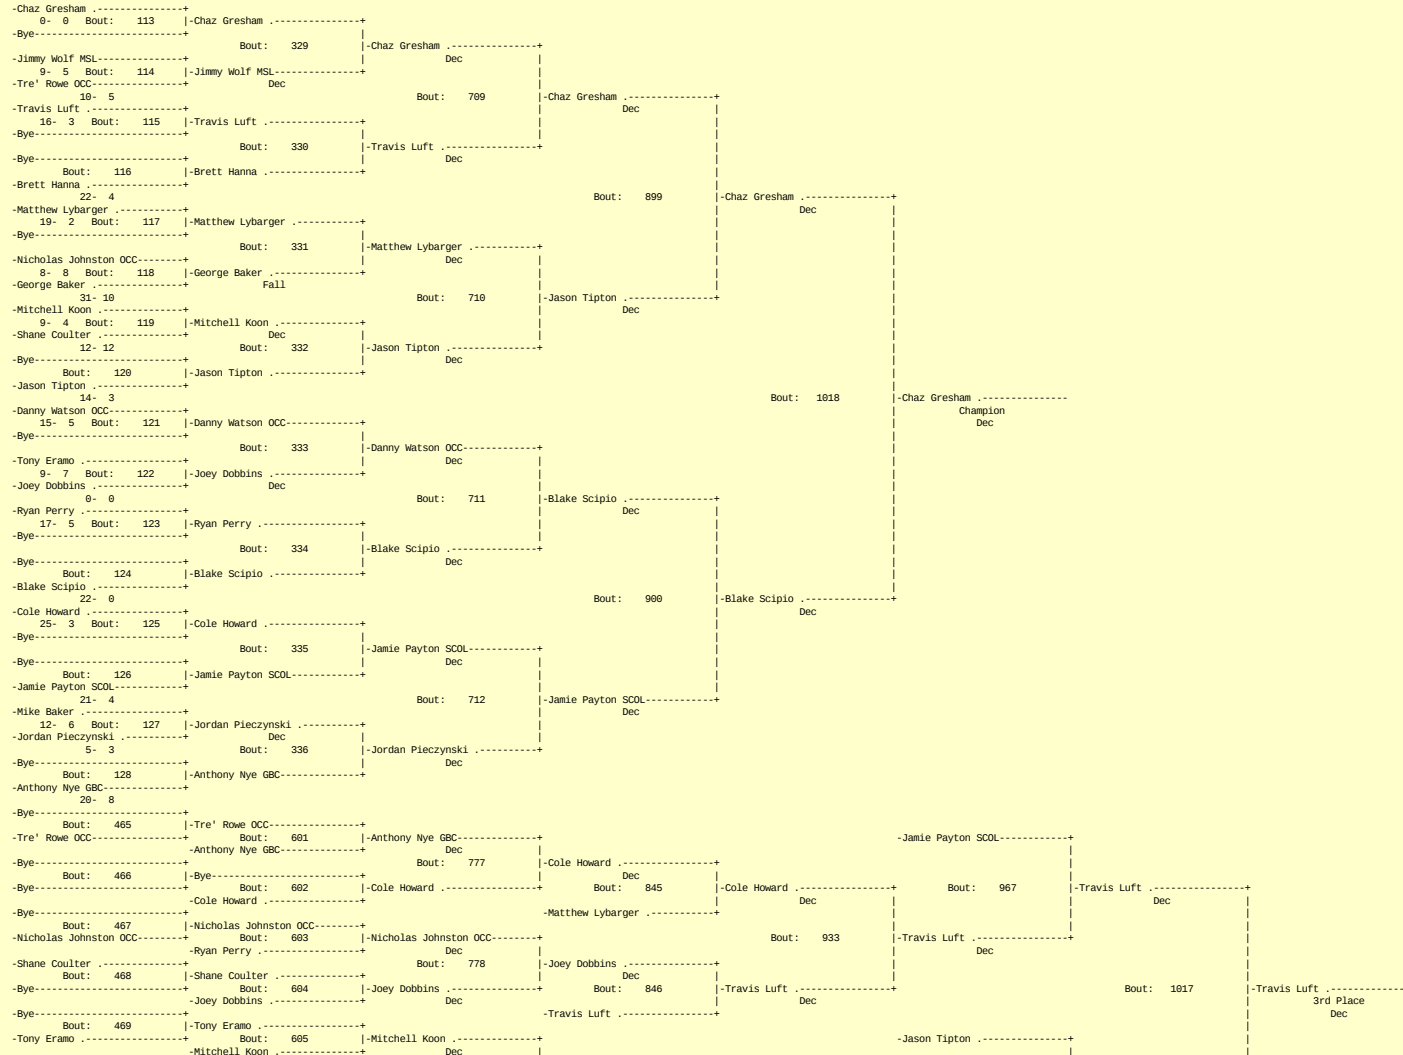 -Chaz Gresham .---------------+
0-  0   Bout:    113      |-Chaz Gresham .---------------+
-Bye--------------------------+                              |
Bout:    329         |-Chaz Gresham .---------------+
-Jimmy Wolf MSL---------------+                              |              Dec             |
9-  5   Bout:    114      |-Jimmy Wolf MSL---------------+                              |
-Tre' Rowe OCC----------------+              Dec                                            |
10-  5                                                     Bout:    709         |-Chaz Gresham .---------------+
-Travis Luft .----------------+                                                             |              Dec             |
16-  3   Bout:    115      |-Travis Luft .----------------+                              |                              |
-Bye--------------------------+                              |                              |                              |
Bout:    330         |-Travis Luft .----------------+                              |
-Bye--------------------------+                              |              Dec                                            |
Bout:    116      |-Brett Hanna .----------------+                                                             |
-Brett Hanna .----------------+                                                                                            |
22-  4                                                                                    Bout:    899         |-Chaz Gresham .---------------+
-Matthew Lybarger .-----------+                                                                                            |              Dec             |
19-  2   Bout:    117      |-Matthew Lybarger .-----------+                                                             |                              |
-Bye--------------------------+                              |                                                             |                              |
Bout:    331         |-Matthew Lybarger .-----------+                              |                              |
-Nicholas Johnston OCC--------+                              |              Dec             |                              |                              |
8-  8   Bout:    118      |-George Baker .---------------+                              |                              |                              |
-George Baker .---------------+             Fall                                            |                              |                              |
31- 10                                                     Bout:    710         |-Jason Tipton .---------------+                              |
-Mitchell Koon .--------------+                                                             |              Dec                                            |
9-  4   Bout:    119      |-Mitchell Koon .--------------+                              |                                                             |
-Shane Coulter .--------------+              Dec             |                              |                                                             |
12- 12                      Bout:    332         |-Jason Tipton .---------------+                                                             |
-Bye--------------------------+                              |              Dec                                                                           |
Bout:    120      |-Jason Tipton .---------------+                                                                                            |
-Jason Tipton .---------------+                                                                                                                           |
14-  3                                                                                                                   Bout:   1018         |-Chaz Gresham .---------------
-Danny Watson OCC-------------+                                                                                                                           |           Champion
15-  5   Bout:    121      |-Danny Watson OCC-------------+                                                                                            |              Dec
-Bye--------------------------+                              |                                                                                            |
Bout:    333         |-Danny Watson OCC-------------+                                                             |
-Tony Eramo .-----------------+                              |              Dec             |                                                             |
9-  7   Bout:    122      |-Joey Dobbins .---------------+                              |                                                             |
-Joey Dobbins .---------------+              Dec                                            |                                                             |
0-  0                                                     Bout:    711         |-Blake Scipio .---------------+                              |
-Ryan Perry .-----------------+                                                             |              Dec             |                              |
17-  5   Bout:    123      |-Ryan Perry .-----------------+                              |                              |                              |
-Bye--------------------------+                              |                              |                              |                              |
Bout:    334         |-Blake Scipio .---------------+                              |                              |
-Bye--------------------------+                              |              Dec                                            |                              |
Bout:    124      |-Blake Scipio .---------------+                                                             |                              |
-Blake Scipio .---------------+                                                                                            |                              |
22-  0                                                                                    Bout:    900         |-Blake Scipio .---------------+
-Cole Howard .----------------+                                                                                            |              Dec
25-  3   Bout:    125      |-Cole Howard .----------------+                                                             |
-Bye--------------------------+                              |                                                             |
Bout:    335         |-Jamie Payton SCOL------------+                              |
-Bye--------------------------+                              |              Dec             |                              |
Bout:    126      |-Jamie Payton SCOL------------+                              |                              |
-Jamie Payton SCOL------------+                                                             |                              |
21-  4                                                     Bout:    712         |-Jamie Payton SCOL------------+
-Mike Baker .-----------------+                                                             |              Dec
12-  6   Bout:    127      |-Jordan Pieczynski .----------+                              |
-Jordan Pieczynski .----------+              Dec             |                              |
5-  3                      Bout:    336         |-Jordan Pieczynski .----------+
-Bye--------------------------+                              |              Dec
Bout:    128      |-Anthony Nye GBC--------------+
-Anthony Nye GBC--------------+
20-  8
-Bye--------------------------+
Bout:    465      |-Tre' Rowe OCC----------------+
-Tre' Rowe OCC----------------+         Bout:    601         |-Anthony Nye GBC--------------+                                                             -Jamie Payton SCOL------------+
-Anthony Nye GBC--------------+              Dec             |                                                                                            |
-Bye--------------------------+                                        Bout:    777         |-Cole Howard .----------------+                                                             |
Bout:    466      |-Bye--------------------------+                              |              Dec             |                                                             |
-Bye--------------------------+         Bout:    602         |-Cole Howard .----------------+         Bout:    845         |-Cole Howard .----------------+         Bout:    967         |-Travis Luft .----------------+
-Cole Howard .----------------+                                                             |              Dec             |                              |              Dec             |
-Bye--------------------------+                                                             -Matthew Lybarger .-----------+                              |                              |                              |
Bout:    467      |-Nicholas Johnston OCC--------+                                                                                            |                              |                              |
-Nicholas Johnston OCC--------+         Bout:    603         |-Nicholas Johnston OCC--------+                                        Bout:    933         |-Travis Luft .----------------+                              |
-Ryan Perry .-----------------+              Dec             |                                                             |              Dec                                            |
-Shane Coulter .--------------+                                        Bout:    778         |-Joey Dobbins .---------------+                              |                                                             |
Bout:    468      |-Shane Coulter .--------------+                              |              Dec             |                              |                                                             |
-Bye--------------------------+         Bout:    604         |-Joey Dobbins .---------------+         Bout:    846         |-Travis Luft .----------------+                                        Bout:   1017         |-Travis Luft .---------------
-Joey Dobbins .---------------+              Dec                                            |              Dec                                                                           |           3rd Place
-Bye--------------------------+                                                             -Travis Luft .----------------+                                                                                            |              Dec
Bout:    469      |-Tony Eramo .-----------------+                                                                                                                                                          |
-Tony Eramo .-----------------+         Bout:    605         |-Mitchell Koon .--------------+                                                             -Jason Tipton .---------------+                              |
-Mitchell Koon .--------------+              Dec             |                                                                                            |                              |